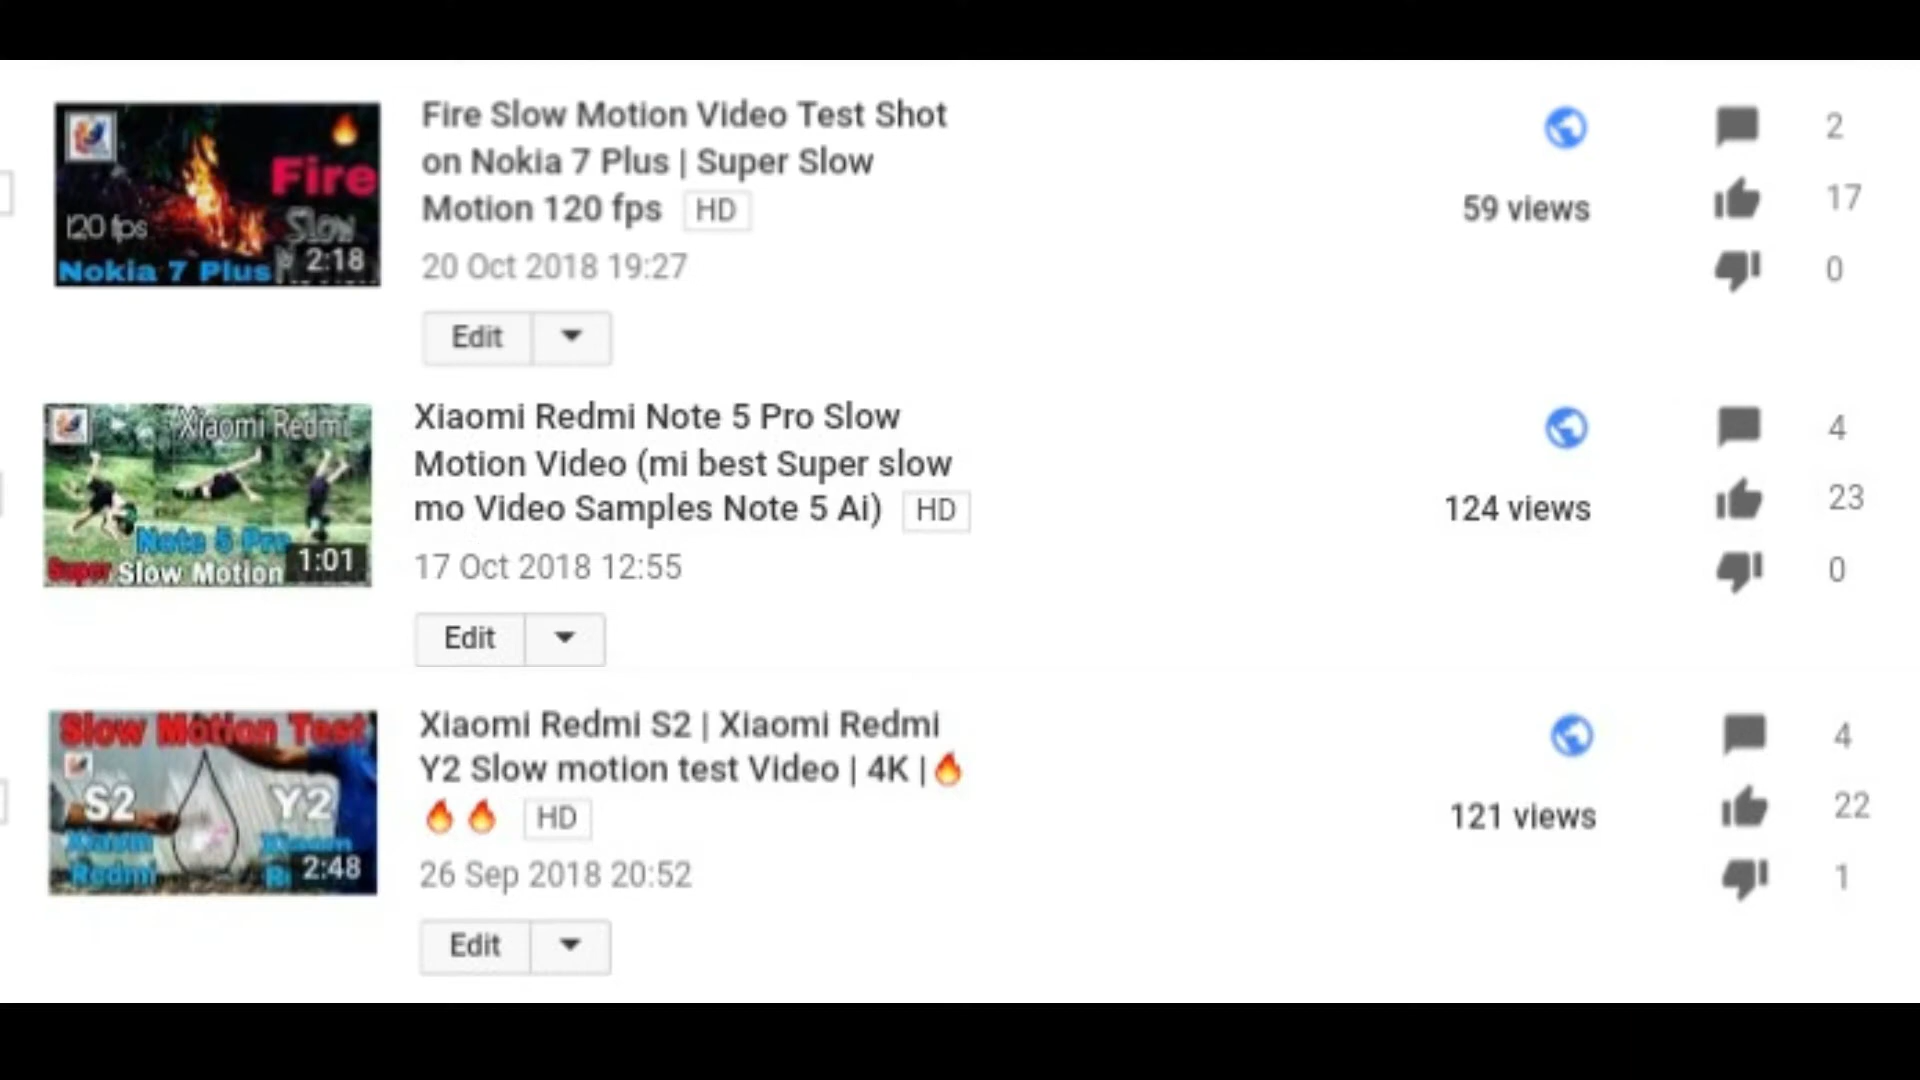 Fire Slow Motion Video Test Shot
on Nokia 7 Plus | Super Slow
Motion 120 fps HD
20 Oct 2018 19:27
Edit
59 views
2
17
0
Fire
120 fps
Slow
2:18
Nokia 7 Plus
Xiaomi Redmi Note 5 Pro Slow
Motion Video (mi best Super slow
mo Video Samples Note 5 Ai) HD
17 Oct 2018 12:55
Edit
124 views
4
23
0
Xiaomi Redmi
Note 5 Pro
1:01
Super Slow Motion
Xiaomi Redmi S2 | Xiaomi Redmi
Y2 Slow motion test Video | 4K |🔥
🔥🔥 HD
26 Sep 2018 20:52
Edit
121 views
4
22
1
Slow Motion Test
S2 Y2
Xiaomi Xiaomi
Redmi
2:48